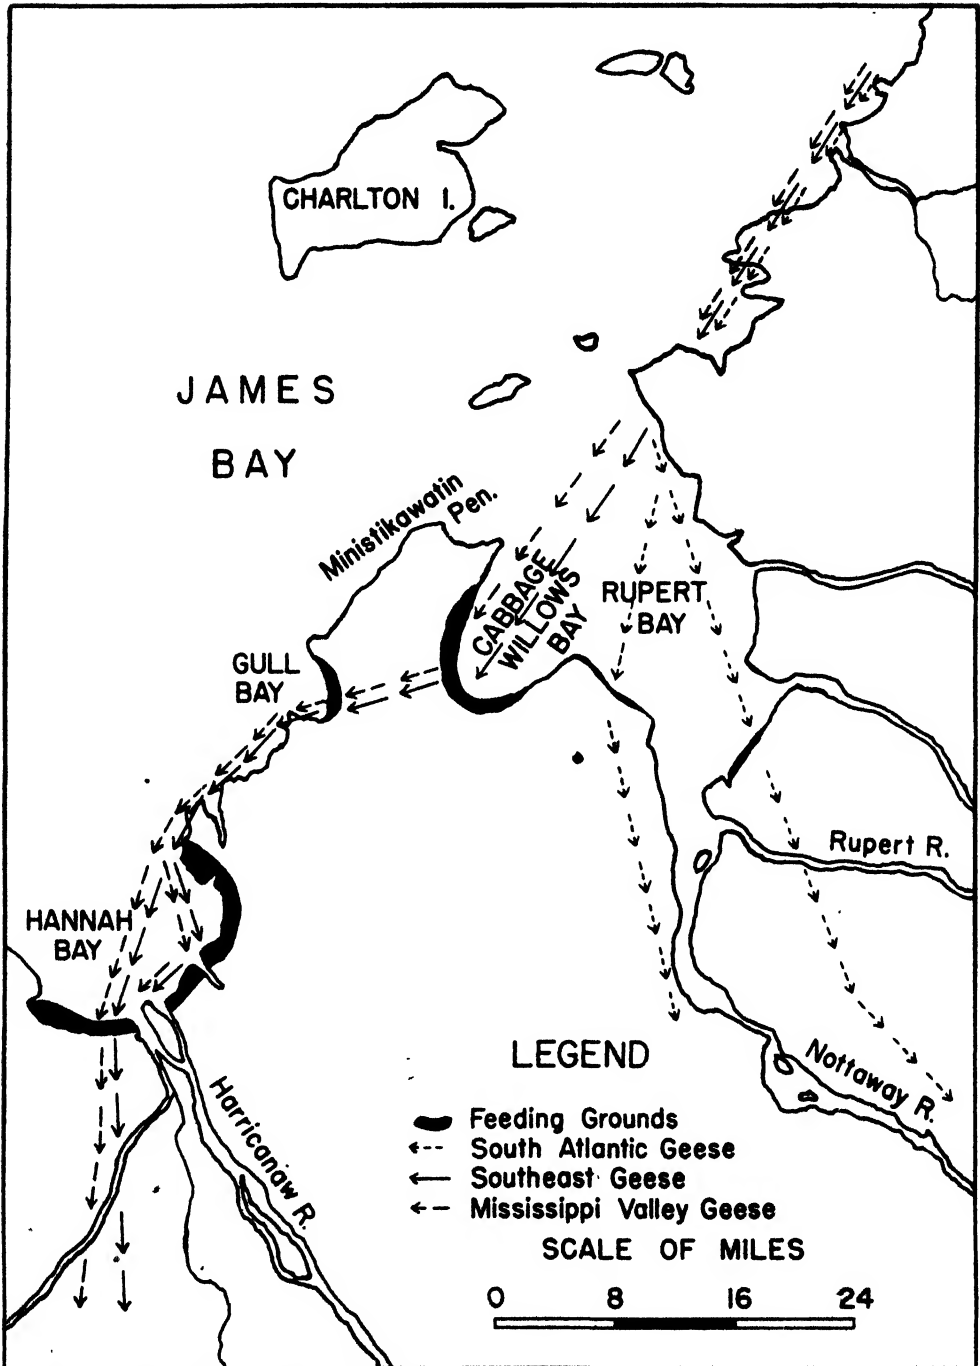 CHARLTON I.
JAMES
BAY
Ministikawatin
Pen.
CABBAGE
WILLOWS
BAY
RUPERT
BAY
GULL
BAY
Rupert R.
HANNAH
BAY
Nottaway R.
Harricanaw R.
LEGEND
Feeding Grounds
South Atlantic Geese
Southeast Geese
Mississippi Valley Geese
SCALE OF MILES
0 8 16 24